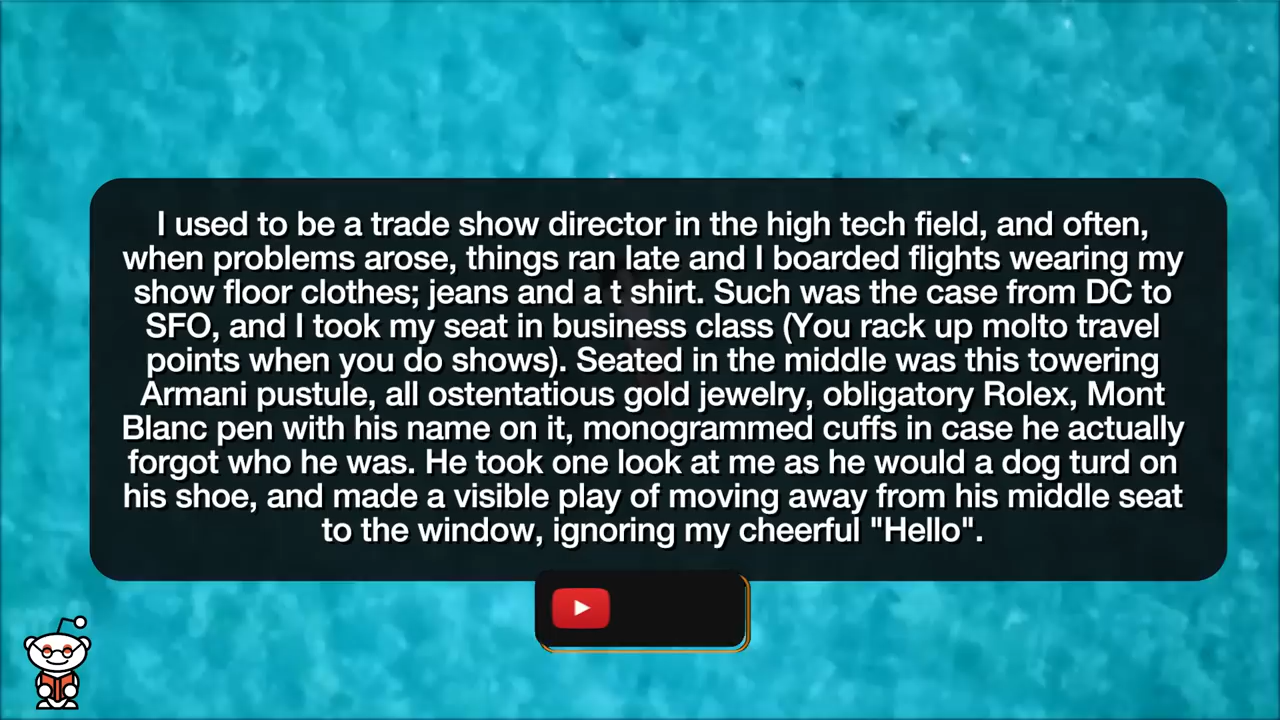 I used to be a trade show director in the high tech field, and often,
when problems arose, things ran late and I boarded flights wearing my
show floor clothes; jeans and a t shirt. Such was the case from DC to
SFO, and I took my seat in business class (You rack up molto travel
points when you do shows). Seated in the middle was this towering
Armani pustule, all ostentatious gold jewelry, obligatory Rolex, Mont
Blanc pen with his name on it, monogrammed cuffs in case he actually
forgot who he was. He took one look at me as he would a dog turd on
his shoe, and made a visible play of moving away from his middle seat
to the window, ignoring my cheerful "Hello".